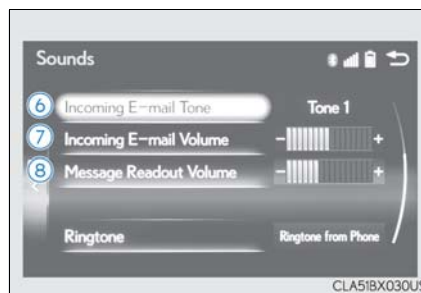 Sounds
6 Incoming E-mail Tone Tone 1
7 Incoming E-mail Volume - +
8 Message Readout Volume - +
Ringtone Ringtone from Phone
CLA51BX030US